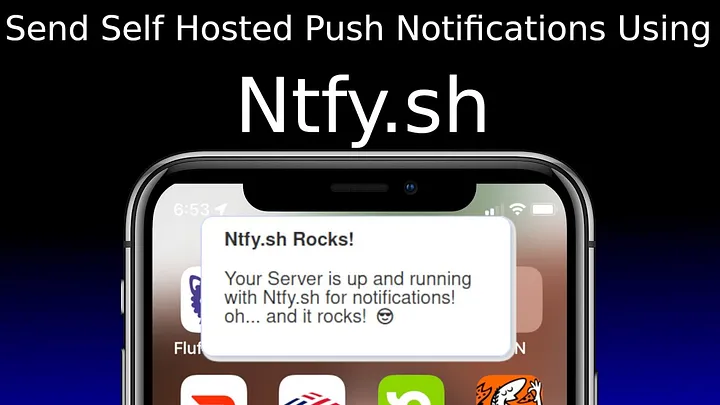 Send Self Hosted Push Notifications Using
Ntfy.sh
6:53
Ntfy.sh Rocks!
Your Server is up and running
with Ntfy.sh for notifications!
oh... and it rocks! 😎
Fluf
N